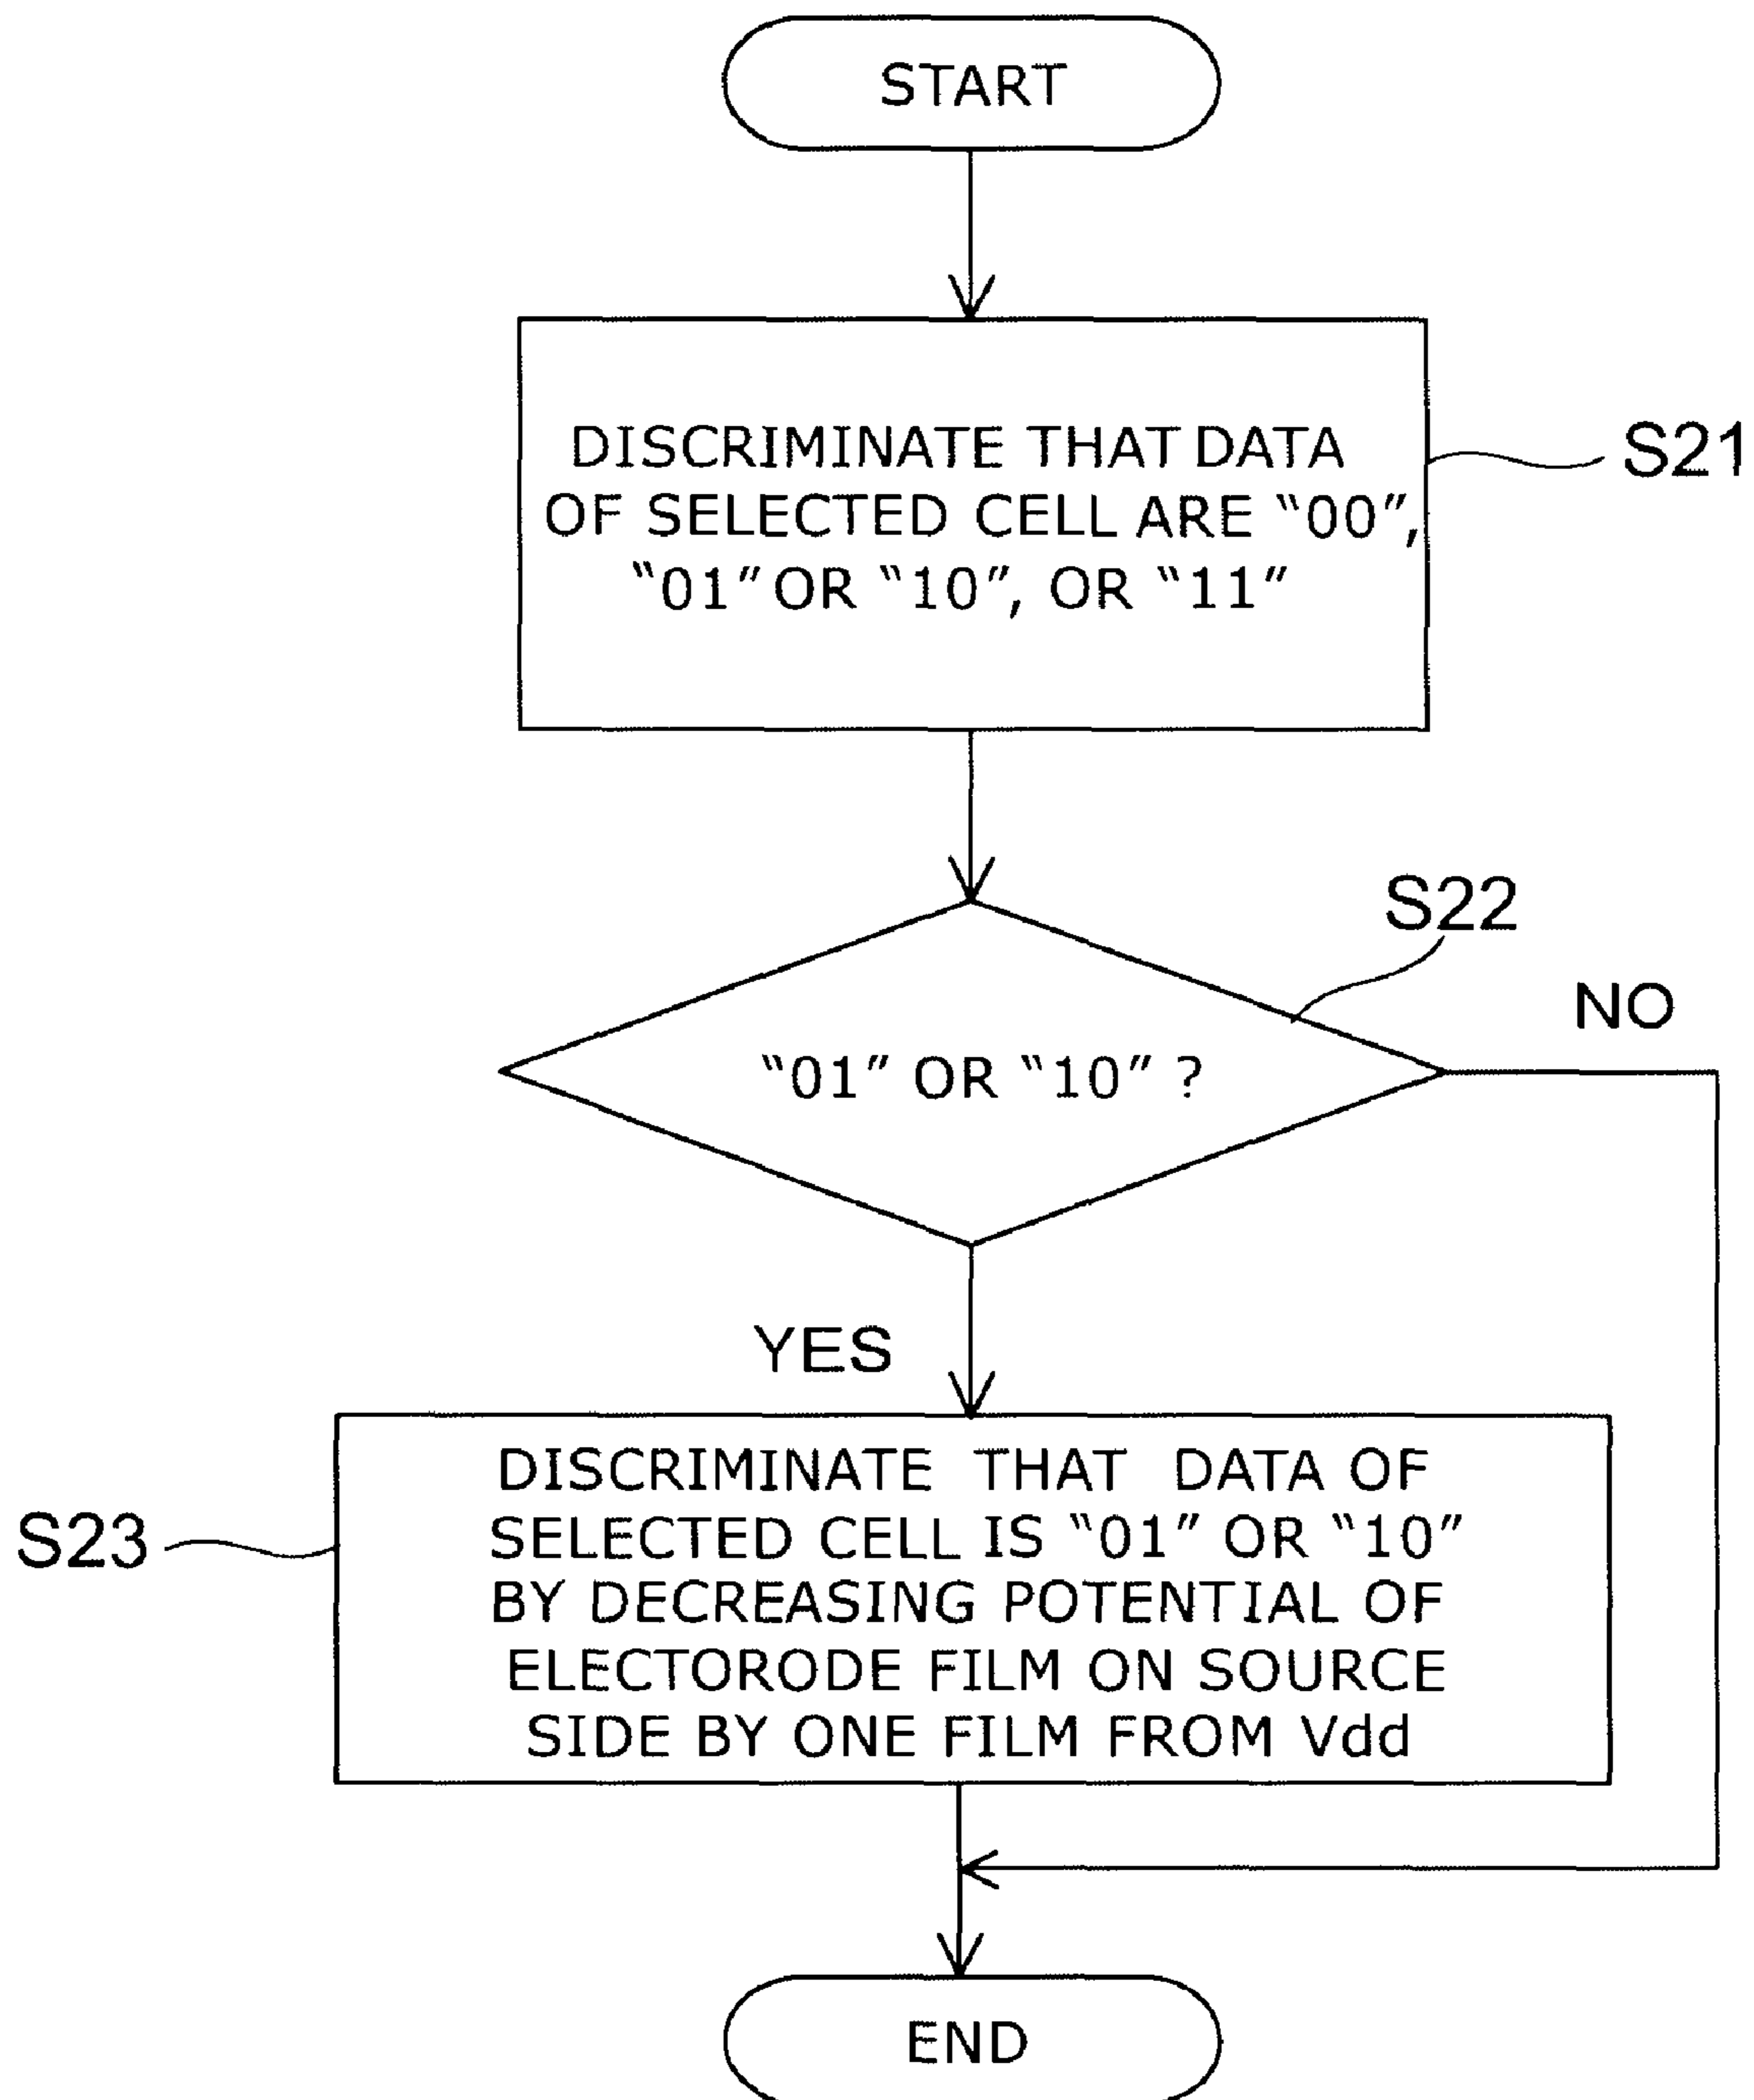 START
DISCRIMINATE THAT DATA
OF SELECTED CELL ARE “00”,
“01” OR “10”, OR “11”
S21
S22
“01” OR “10” ?
NO
YES
DISCRIMINATE THAT DATA OF
SELECTED CELL IS “01” OR “10”
BY DECREASING POTENTIAL OF
ELECTORODE FILM ON SOURCE
SIDE BY ONE FILM FROM Vdd
S23
END